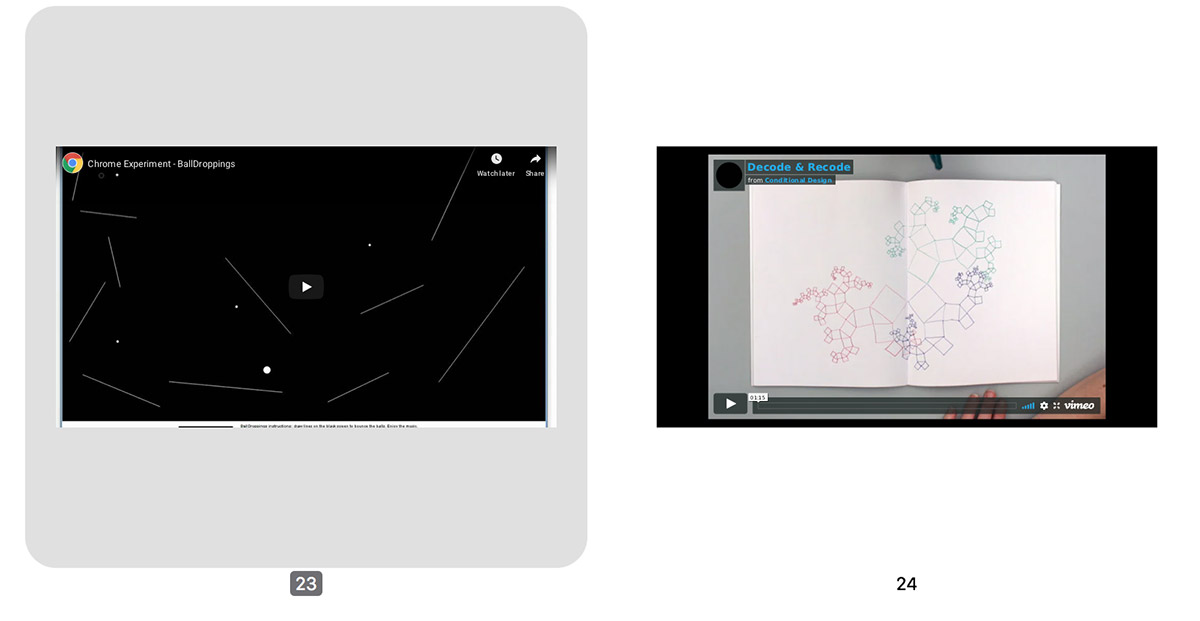 Chrome Experiment - BallDroppings
Watch later
Share
BallDroppings instructions: draw lines on the black screen to bounce the balls. Enjoy the music.
23
Decode & Recode
from Conditional Design
01:15
vimeo
24